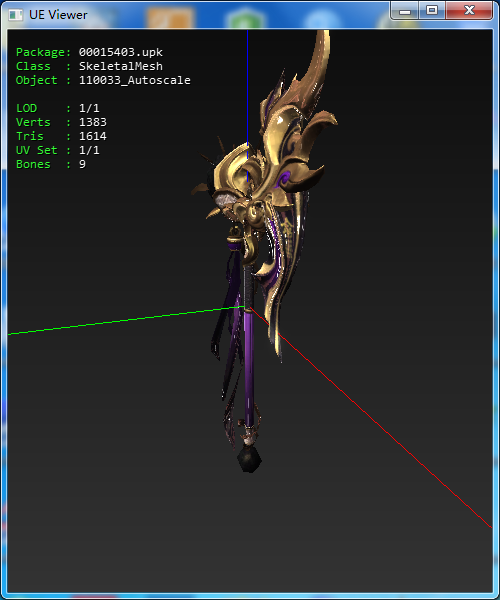 UE Viewer
Package: 00015403.upk
Class  : SkeletalMesh
Object : 110033_Autoscale
LOD    : 1/1
Verts  : 1383
Tris   : 1614
UV Set : 1/1
Bones  : 9